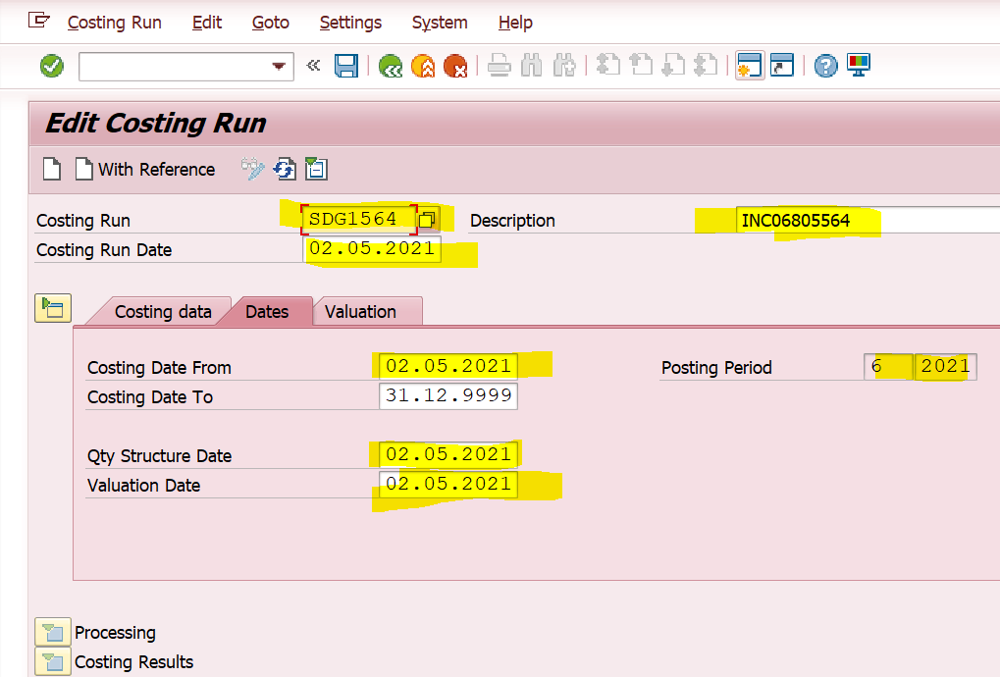 Costing Run Edit Goto Settings System Help
Edit Costing Run
With Reference
Costing Run SDG1564 Description INC06805564
Costing Run Date 02.05.2021
Costing data Dates Valuation
Costing Date From 02.05.2021 Posting Period 6 2021
Costing Date To 31.12.9999
Qty Structure Date 02.05.2021
Valuation Date 02.05.2021
Processing
Costing Results